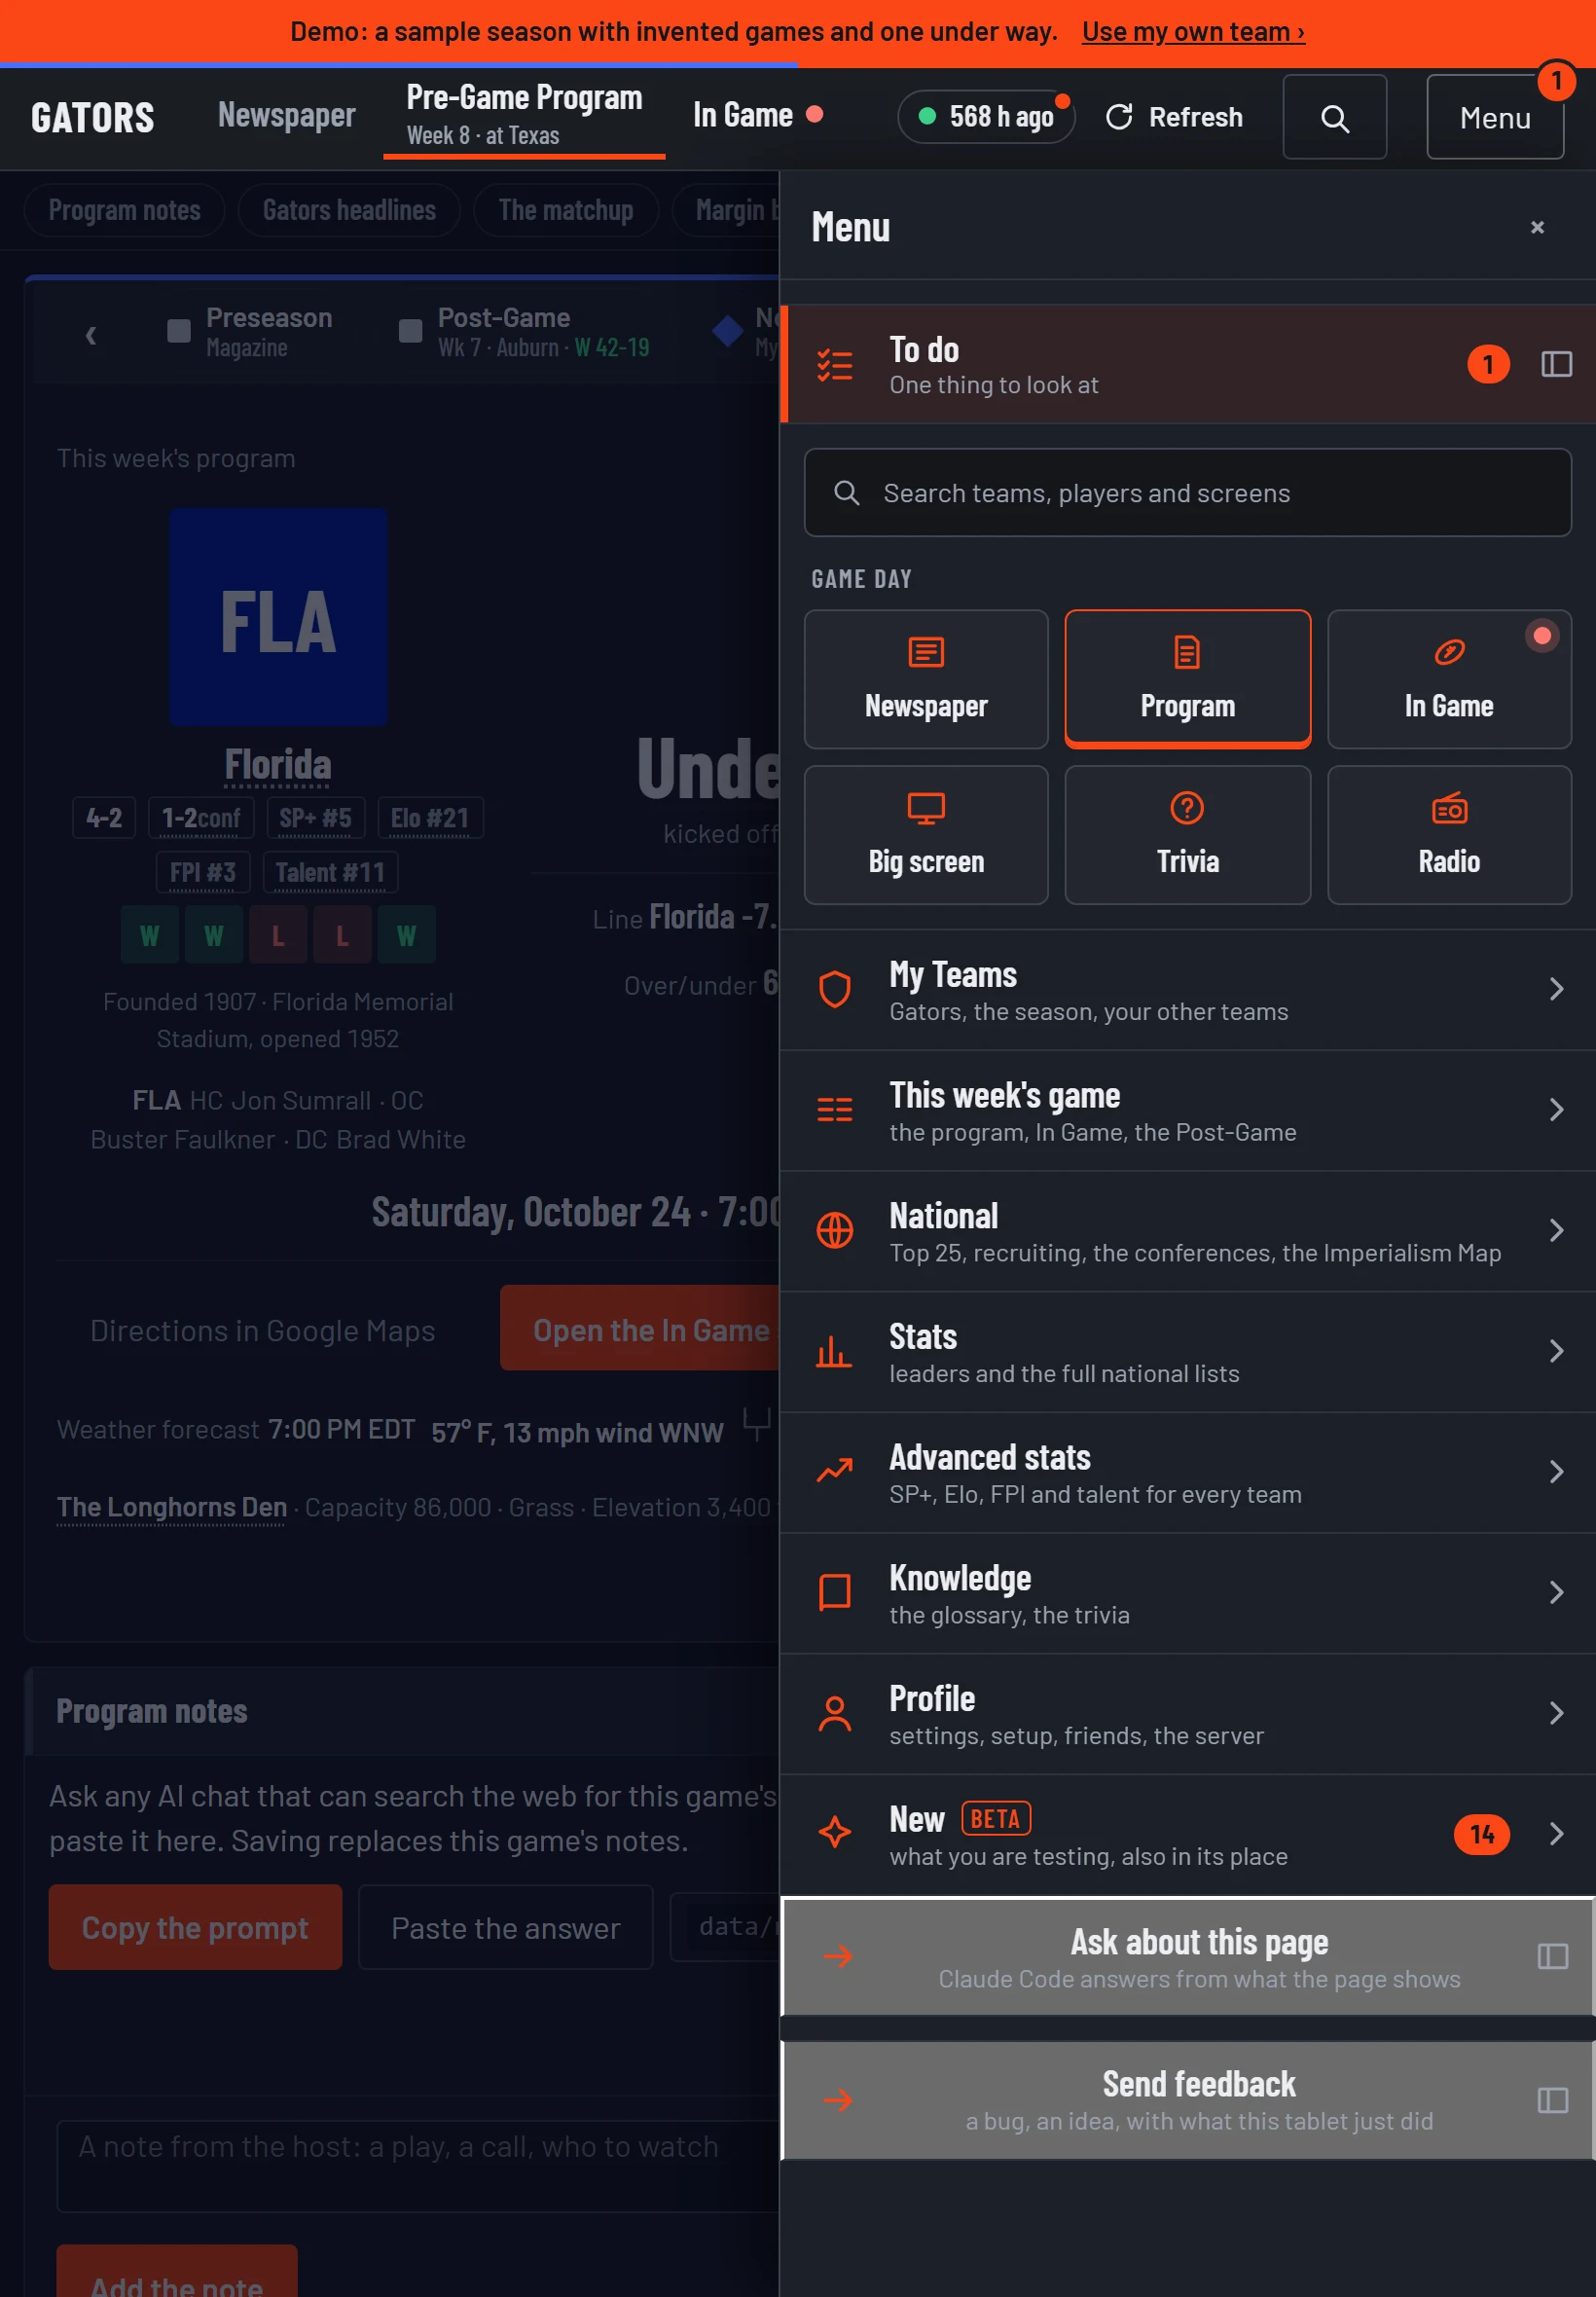 Demo: a sample season with invented games and one under way. Use my own team ›
GATORS
Newspaper
Pre-Game Program
Week 8 · at Texas
In Game
568 h ago
Refresh
Menu
1
Program notes
Gators headlines
The matchup
Margin b
Menu
×
‹
Preseason
Magazine
Post-Game
Wk 7 · Auburn · W 42-19
My
To do
One thing to look at
1
Search teams, players and screens
GAME DAY
Newspaper
Program
In Game
Big screen
Trivia
Radio
This week's program
FLA
Florida
4-2
1-2conf
SP+ #5
Elo #21
FPI #3
Talent #11
W
W
L
L
W
Founded 1907 · Florida Memorial
Stadium, opened 1952
FLA HC Jon Sumrall · OC
Buster Faulkner · DC Brad White
Unde
kicked off
Line Florida -7.
Over/under 6
Saturday, October 24 · 7:00
Directions in Google Maps
Open the In Game
Weather forecast 7:00 PM EDT 57° F, 13 mph wind WNW
The Longhorns Den · Capacity 86,000 · Grass · Elevation 3,400
My Teams
Gators, the season, your other teams
This week's game
the program, In Game, the Post-Game
National
Top 25, recruiting, the conferences, the Imperialism Map
Stats
leaders and the full national lists
Advanced stats
SP+, Elo, FPI and talent for every team
Knowledge
the glossary, the trivia
Profile
settings, setup, friends, the server
New BETA
what you are testing, also in its place
14
Ask about this page
Claude Code answers from what the page shows
Send feedback
a bug, an idea, with what this tablet just did
Program notes
Ask any AI chat that can search the web for this game's
paste it here. Saving replaces this game's notes.
Copy the prompt
Paste the answer
data/
A note from the host: a play, a call, who to watch
Add the note